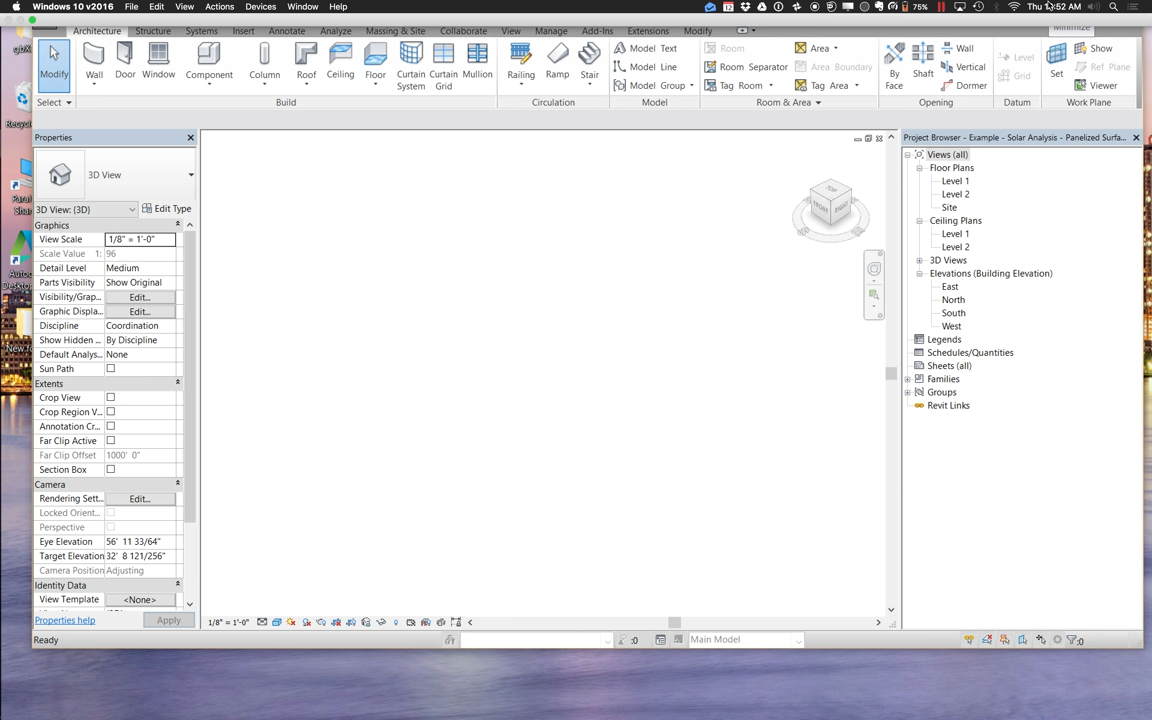 Windows 10 v2016 File Edit View Actions Devices Window Help 12 75% Thu 52 AM
Minimize
Architecture Structure Systems Insert Annotate Analyze Massing & Site Collaborate View Manage Add-Ins Extensions Modify
Modify Wall Door Window Component Column Roof Ceiling Floor Curtain System Curtain Grid Mullion Railing Ramp Stair
Model Text Room Area
Model Line Room Separator Area Boundary
Model Group Tag Room Tag Area
By Face Shaft Wall Vertical Dormer Level Grid Set Show Ref Plane Viewer
Select Build Circulation Model Room & Area Opening Datum Work Plane
Properties
3D View
3D View: {3D} Edit Type
Graphics
View Scale 1/8" = 1'-0"
Scale Value 1: 96
Detail Level Medium
Parts Visibility Show Original
Visibility/Grap... Edit...
Graphic Displa... Edit...
Discipline Coordination
Show Hidden ... By Discipline
Default Analys... None
Sun Path
Extents
Crop View
Crop Region V...
Annotation Cr...
Far Clip Active
Far Clip Offset 1000' 0"
Section Box
Camera
Rendering Sett... Edit...
Locked Orient...
Perspective
Eye Elevation 56' 11 33/64"
Target Elevation 32' 8 121/256"
Camera Position Adjusting
Identity Data
View Template <None>
Properties help Apply
TOP
FRONT RIGHT
1/8" = 1'-0"
Ready :0 Main Model :0
Project Browser - Example - Solar Analysis - Panelized Surfa...
Views (all)
Floor Plans
Level 1
Level 2
Site
Ceiling Plans
Level 1
Level 2
3D Views
Elevations (Building Elevation)
East
North
South
West
Legends
Schedules/Quantities
Sheets (all)
Families
Groups
Revit Links